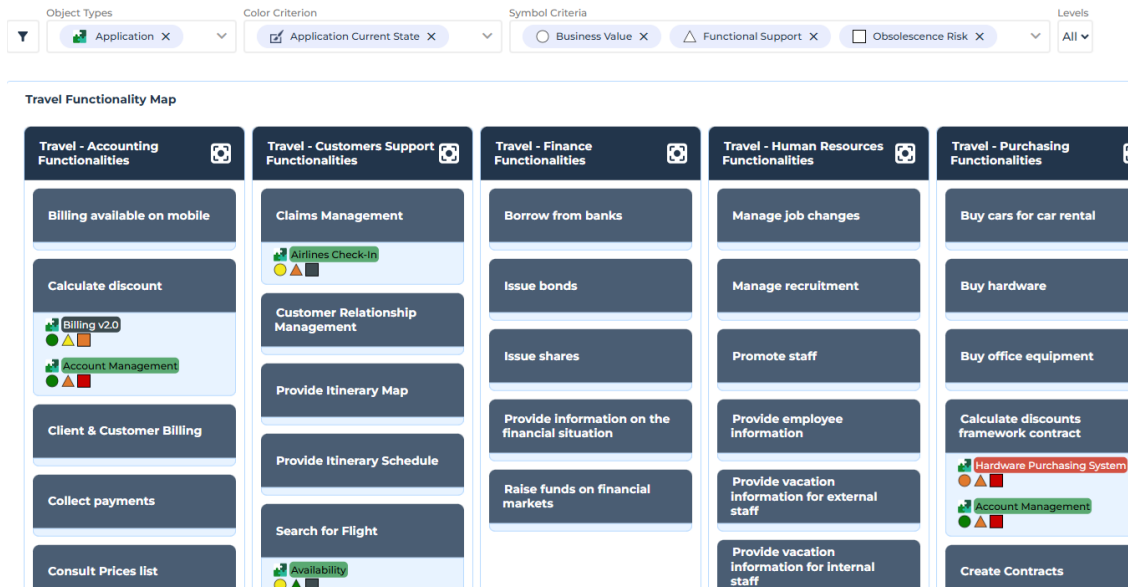 Object Types
Color Criterion
Symbol Criteria
Levels
Application
Application Current State
Business Value
Functional Support
Obsolescence Risk
All
Travel Functionality Map
Travel - Accounting
Functionalities
Billing available on mobile
Calculate discount
Billing v2.0
Account Management
Client & Customer Billing
Collect payments
Consult Prices list
Travel - Customers Support
Functionalities
Claims Management
Airlines Check-In
Customer Relationship
Management
Provide Itinerary Map
Provide Itinerary Schedule
Search for Flight
Availability
Travel - Finance
Functionalities
Borrow from banks
Issue bonds
Issue shares
Provide information on the
financial situation
Raise funds on financial
markets
Travel - Human Resources
Functionalities
Manage job changes
Manage recruitment
Promote staff
Provide employee
information
Provide vacation
information for external
staff
Provide vacation
information for internal
staff
Travel - Purchasing
Functionalities
Buy cars for car rental
Buy hardware
Buy office equipment
Calculate discounts
framework contract
Hardware Purchasing System
Account Management
Create Contracts